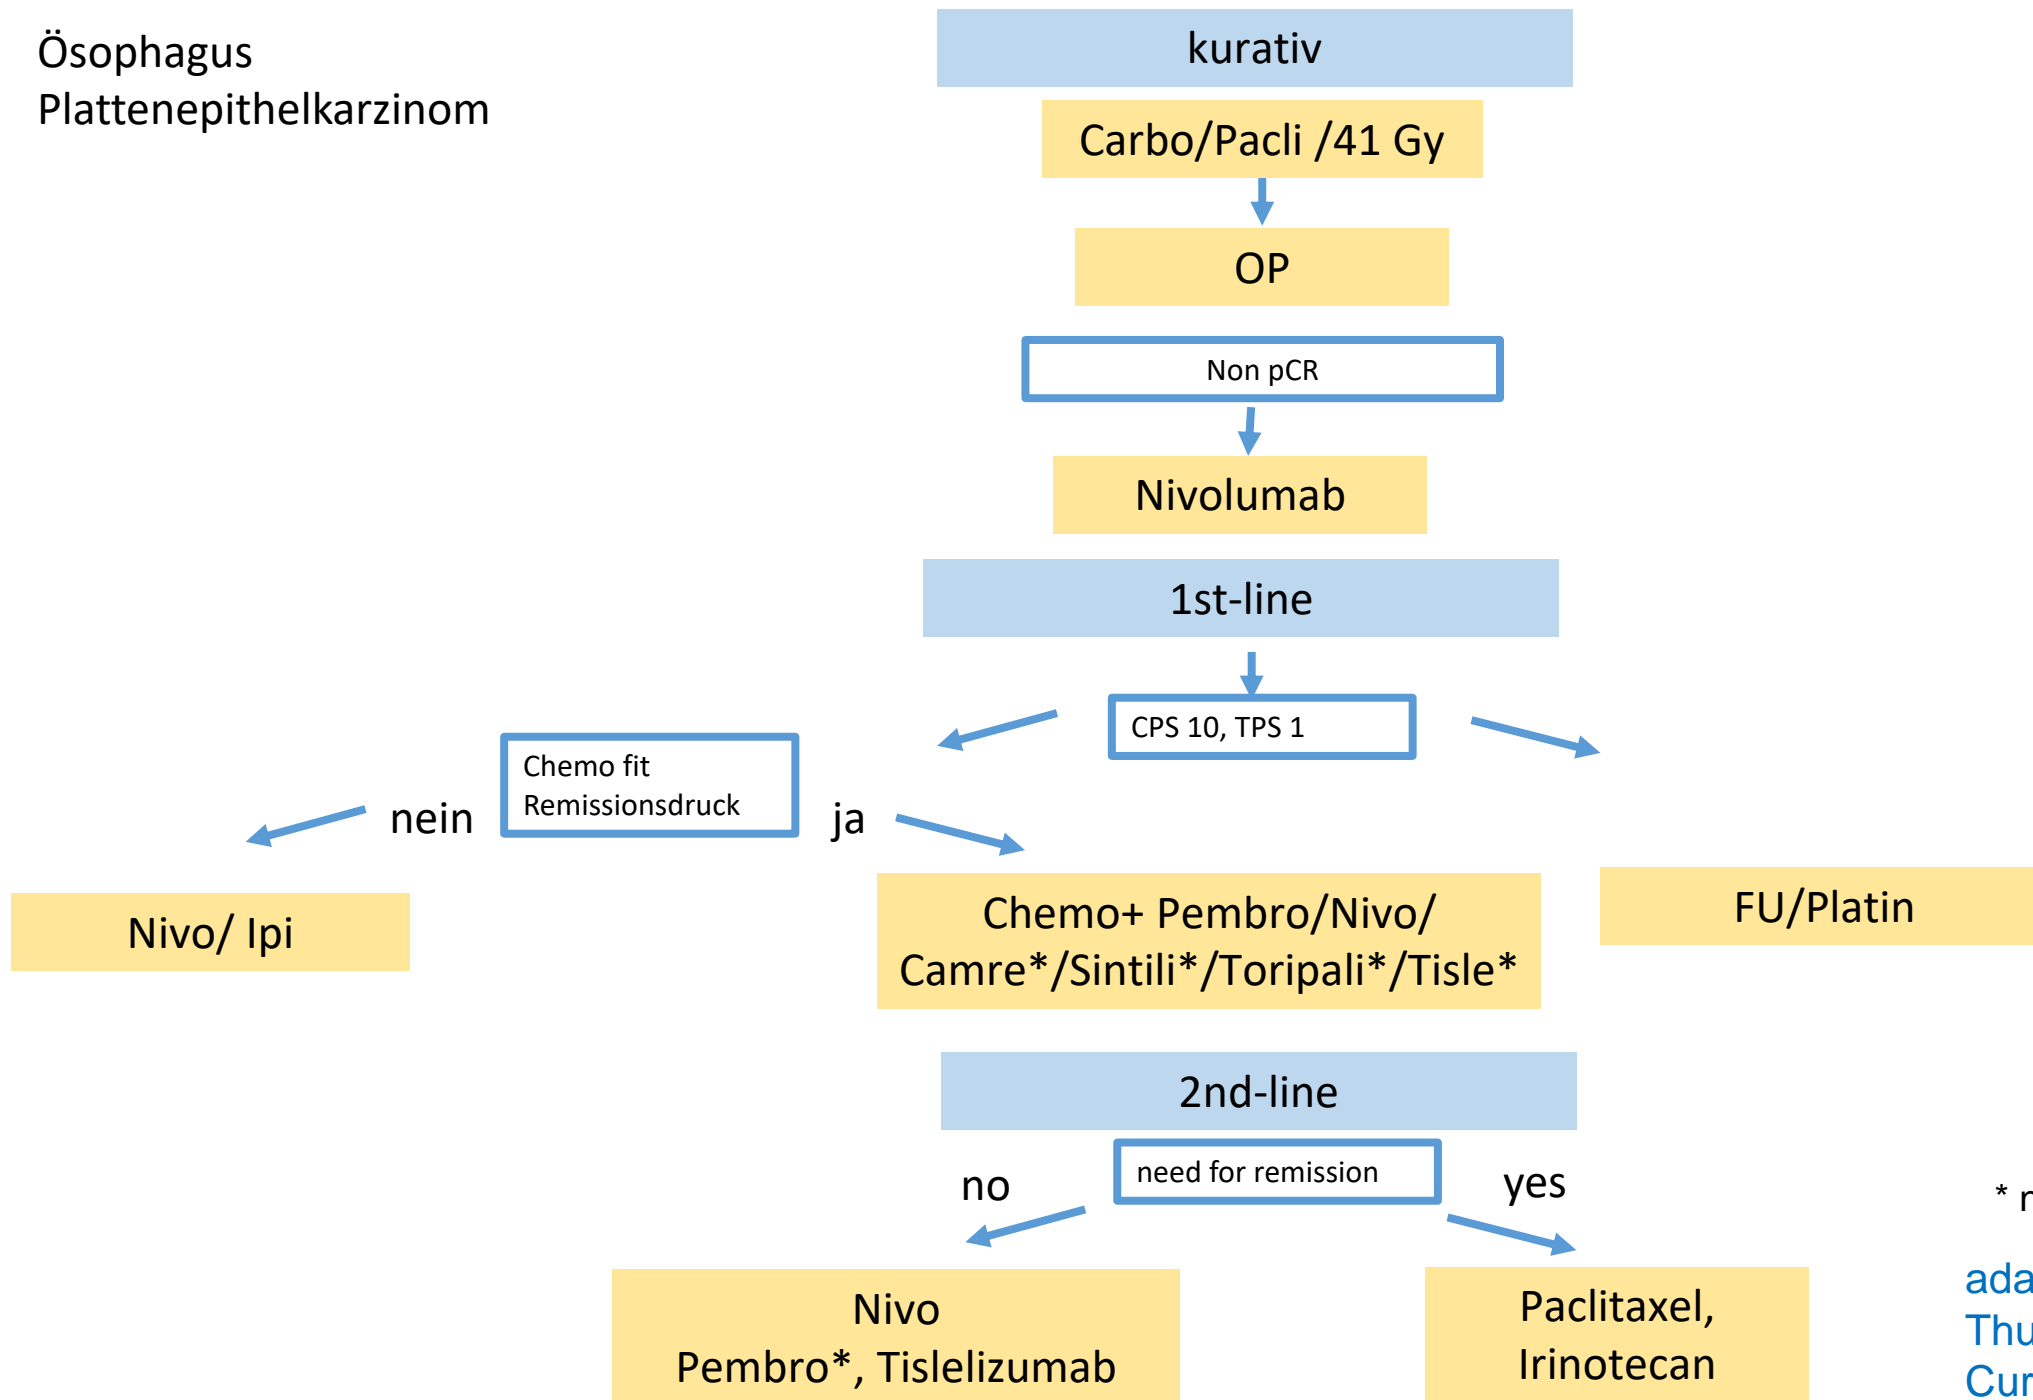 Ösophagus
Plattenepithelkarzinom
kurativ
Carbo/Pacli /41 Gy
OP
Non pCR
Nivolumab
1st-line
CPS 10, TPS 1
Chemo fit
Remissionsdruck
nein
ja
Nivo/ Ipi
Chemo+ Pembro/Nivo/
Camre*/Sintili*/Toripali*/Tisle*
FU/Platin
2nd-line
need for remission
no
yes
Nivo
Pembro*, Tislelizumab
Paclitaxel,
Irinotecan
*